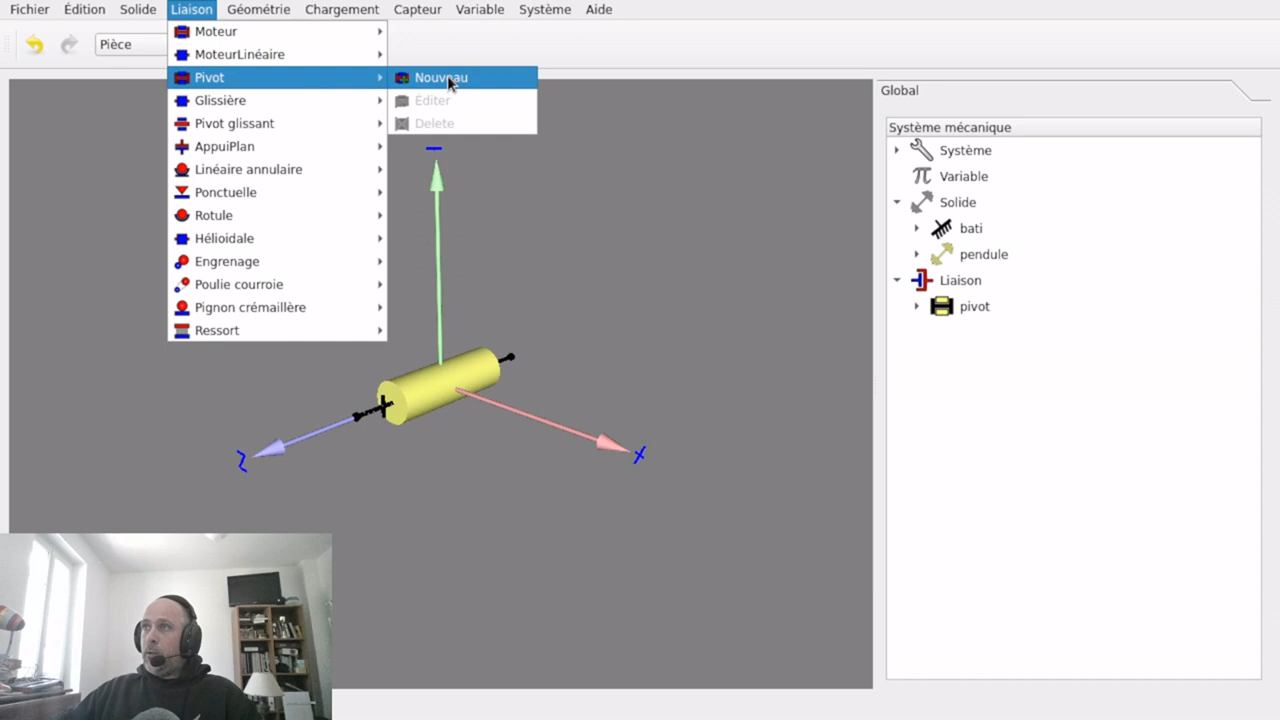 Fichier Édition Solide Liaison Géométrie Chargement Capteur Variable Système Aide
Pièce
Moteur
MoteurLinéaire
Pivot
Glissière
Pivot glissant
AppuiPlan
Linéaire annulaire
Ponctuelle
Rotule
Hélioidale
Engrenage
Poulie courroie
Pignon crémaillère
Ressort
Nouveau
Éditer
Delete
Z
X
Global
Système mécanique
Système
Variable
Solide
bati
pendule
Liaison
pivot